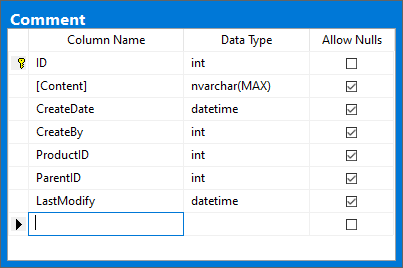 Comment
Column Name Data Type Allow Nulls
ID int
[Content] nvarchar(MAX)
CreateDate datetime
CreateBy int
ProductID int
ParentID int
LastModify datetime